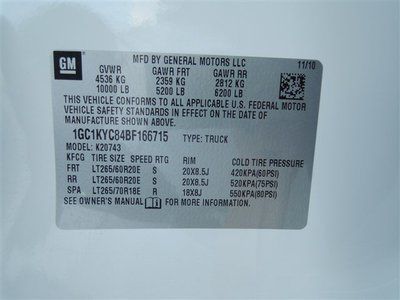 GM
MFD BY GENERAL MOTORS LLC
11/10
GVWR GAWR FRT GAWR RR
4536 KG 2359 KG 2812 KG
10000 LB 5200 LB 6200 LB
THIS VEHICLE CONFORMS TO ALL APPLICABLE U.S. FEDERAL MOTOR
VEHICLE SAFETY STANDARDS IN EFFECT ON THE DATE OF
MANUFACTURE SHOWN ABOVE.
1GC1KYC84BF166715 TYPE: TRUCK
MODEL: K20743
KFCG TIRE SIZE SPEED RTG RIM COLD TIRE PRESSURE
FRT LT265/60R20E S 20X8.5J 420KPA(60PSI)
RR LT265/60R20E S 20X8.5J 520KPA(75PSI)
SPA LT265/70R18E R 18X8J 550KPA(80PSI)
SEE OWNER'S MANUAL FOR MORE INFORMATION.